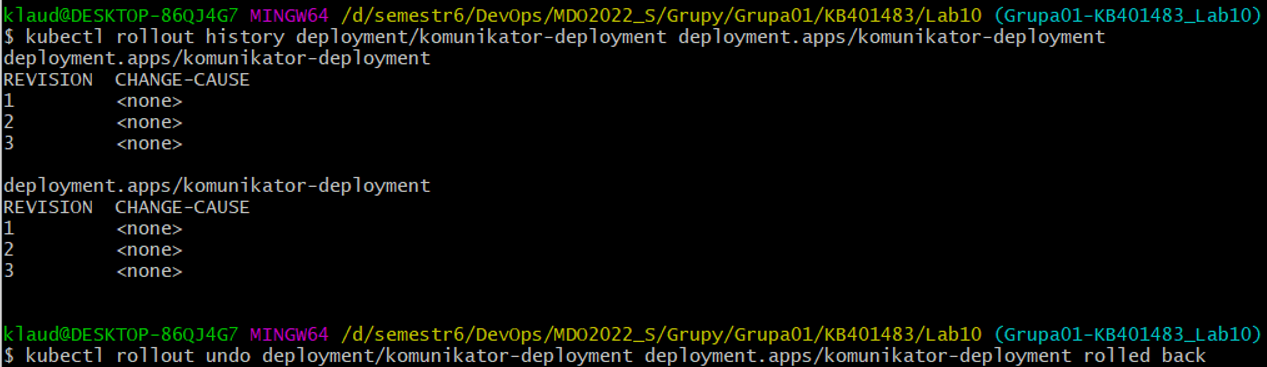 klaud@DESKTOP-86QJ4G7 MINGW64 /d/semestr6/DevOps/MDO2022_S/Grupy/Grupa01/KB401483/Lab10 (Grupa01-KB401483_Lab10)
$ kubectl rollout history deployment/komunikator-deployment deployment.apps/komunikator-deployment
deployment.apps/komunikator-deployment
REVISION  CHANGE-CAUSE
1         <none>
2         <none>
3         <none>
deployment.apps/komunikator-deployment
REVISION  CHANGE-CAUSE
1         <none>
2         <none>
3         <none>
klaud@DESKTOP-86QJ4G7 MINGW64 /d/semestr6/DevOps/MDO2022_S/Grupy/Grupa01/KB401483/Lab10 (Grupa01-KB401483_Lab10)
$ kubectl rollout undo deployment/komunikator-deployment deployment.apps/komunikator-deployment rolled back